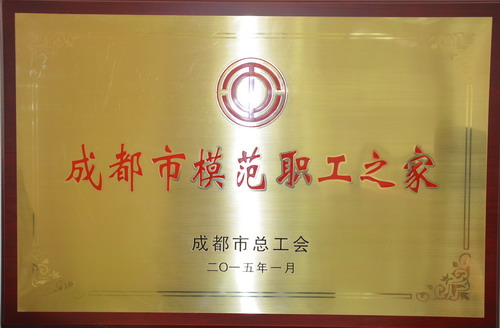 成都市模范职工之家
成都市总工会
二〇一五年一月